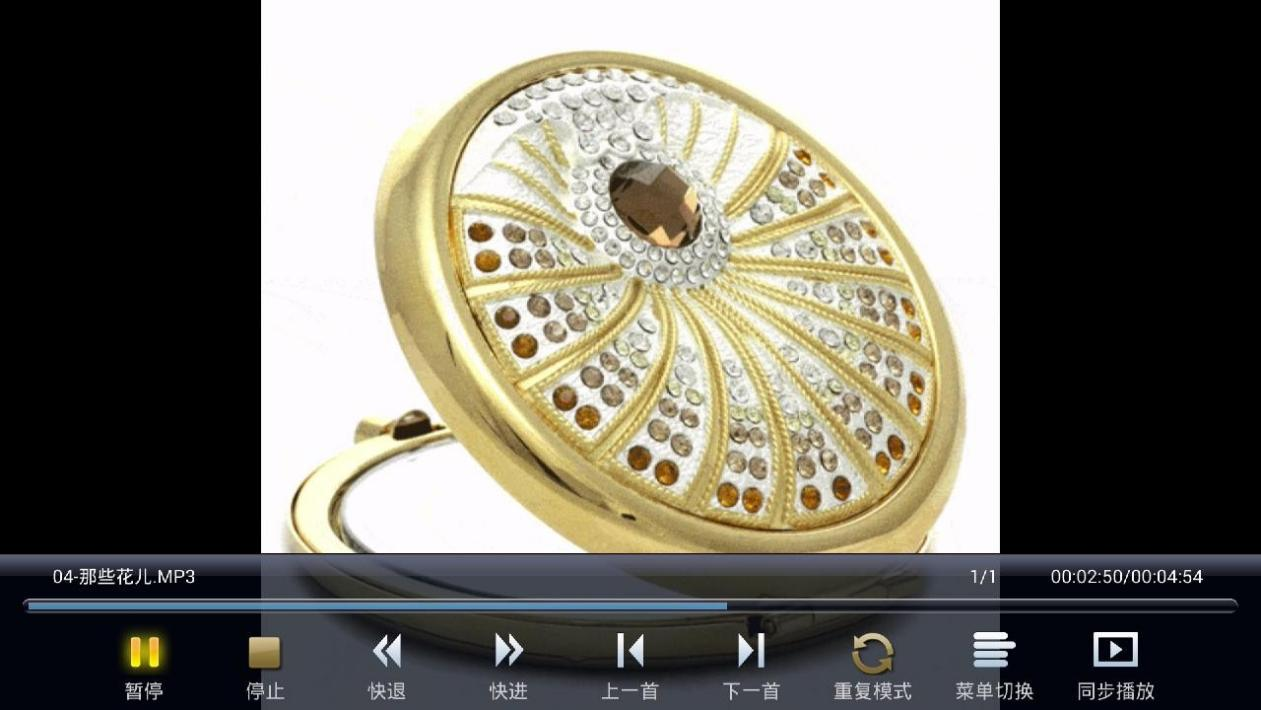 04-那些花儿.MP3
1/1
00:02:50/00:04:54
暂停
停止
快退
快进
上一首
下一首
重复模式
菜单切换
同步播放